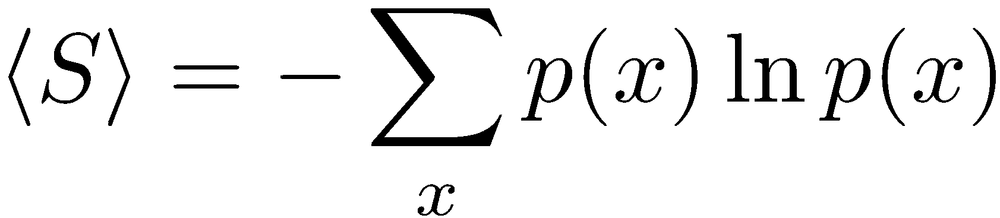 ⟨S⟩ = − ∑ p(x) ln p(x)
x